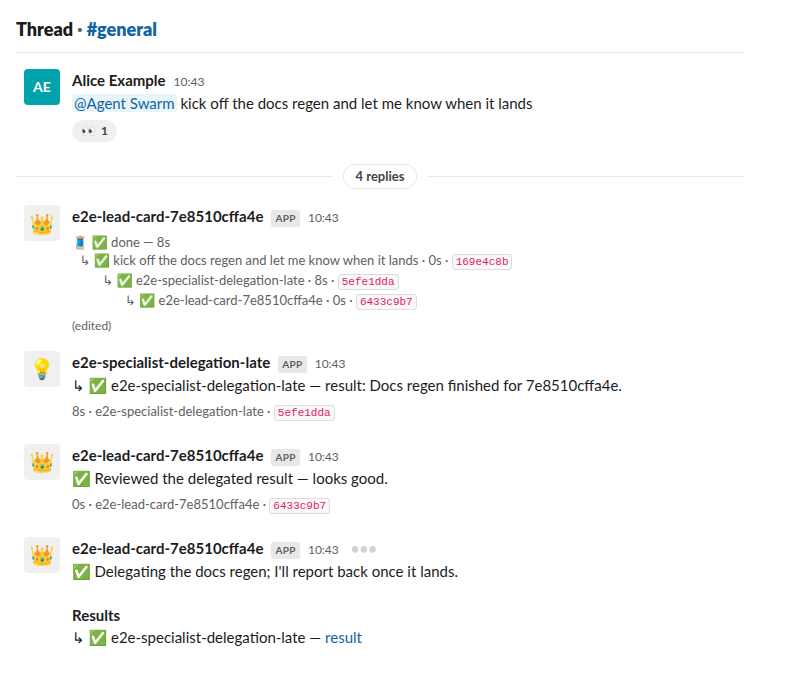 Thread • #general
AE
Alice Example 10:43
@Agent Swarm kick off the docs regen and let me know when it lands
👀 1
4 replies
e2e-lead-card-7e8510cffa4e APP 10:43
🧵 ✅ done — 8s
↳ ✅ kick off the docs regen and let me know when it lands · 0s · 169e4c8b
↳ ✅ e2e-specialist-delegation-late · 8s · 5efe1dda
↳ ✅ e2e-lead-card-7e8510cffa4e · 0s · 6433c9b7
(edited)
e2e-specialist-delegation-late APP 10:43
↳ ✅ e2e-specialist-delegation-late — result: Docs regen finished for 7e8510cffa4e.
8s · e2e-specialist-delegation-late · 5efe1dda
e2e-lead-card-7e8510cffa4e APP 10:43
✅ Reviewed the delegated result — looks good.
0s · e2e-lead-card-7e8510cffa4e · 6433c9b7
e2e-lead-card-7e8510cffa4e APP 10:43
✅ Delegating the docs regen; I'll report back once it lands.
Results
↳ ✅ e2e-specialist-delegation-late — result